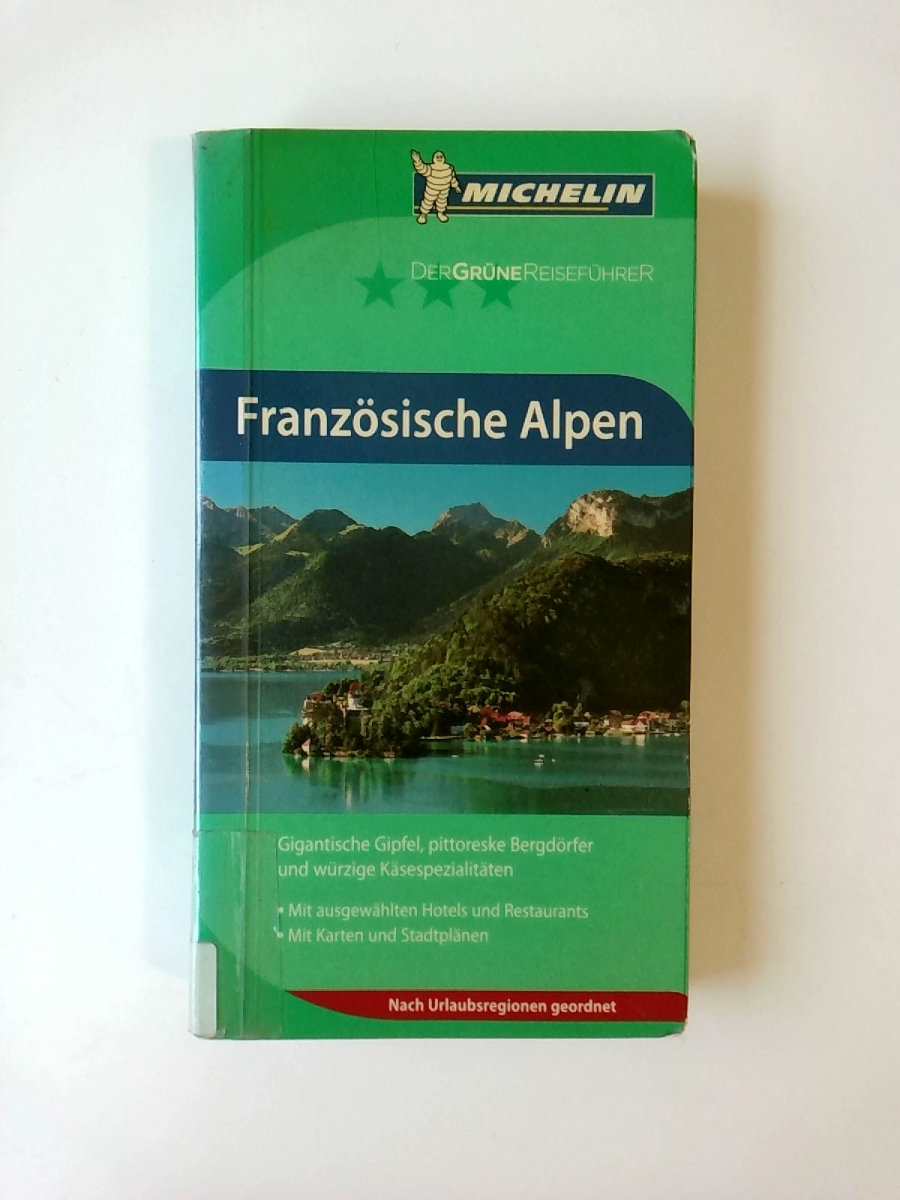 MICHELIN
DERGRÜNEREISEFÜHRER
Französische Alpen
Gigantische Gipfel, pittoreske Bergdörfer
und würzige Käsespezialitäten
• Mit ausgewählten Hotels und Restaurants
• Mit Karten und Stadtplänen
Nach Urlaubsregionen geordnet